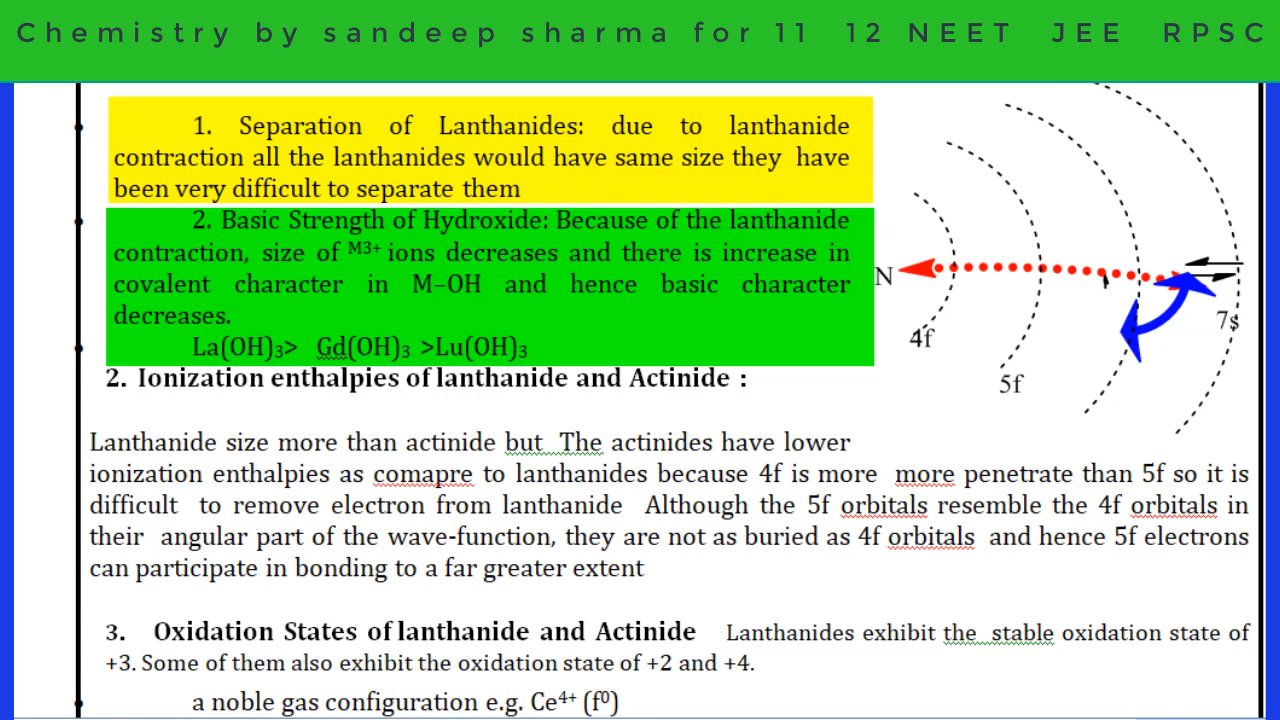 Chemistry by sandeep sharma for 11 12 NEET JEE RPSC
1. Separation of Lanthanides: due to lanthanide
contraction all the lanthanides would have same size they have
been very difficult to separate them
2. Basic Strength of Hydroxide: Because of the lanthanide
contraction, size of M3+ ions decreases and there is increase in
covalent character in M–OH and hence basic character
decreases.
La(OH)₃> Gd(OH)₃ >Lu(OH)₃
N
4f
5f
7s
2. Ionization enthalpies of lanthanide and Actinide :
Lanthanide size more than actinide but The actinides have lower
ionization enthalpies as comapre to lanthanides because 4f is more more penetrate than 5f so it is
difficult to remove electron from lanthanide Although the 5f orbitals resemble the 4f orbitals in
their angular part of the wave-function, they are not as buried as 4f orbitals and hence 5f electrons
can participate in bonding to a far greater extent
3. Oxidation States of lanthanide and Actinide Lanthanides exhibit the stable oxidation state of
+3. Some of them also exhibit the oxidation state of +2 and +4.
a noble gas configuration e.g. Ce⁴⁺ (f⁰)